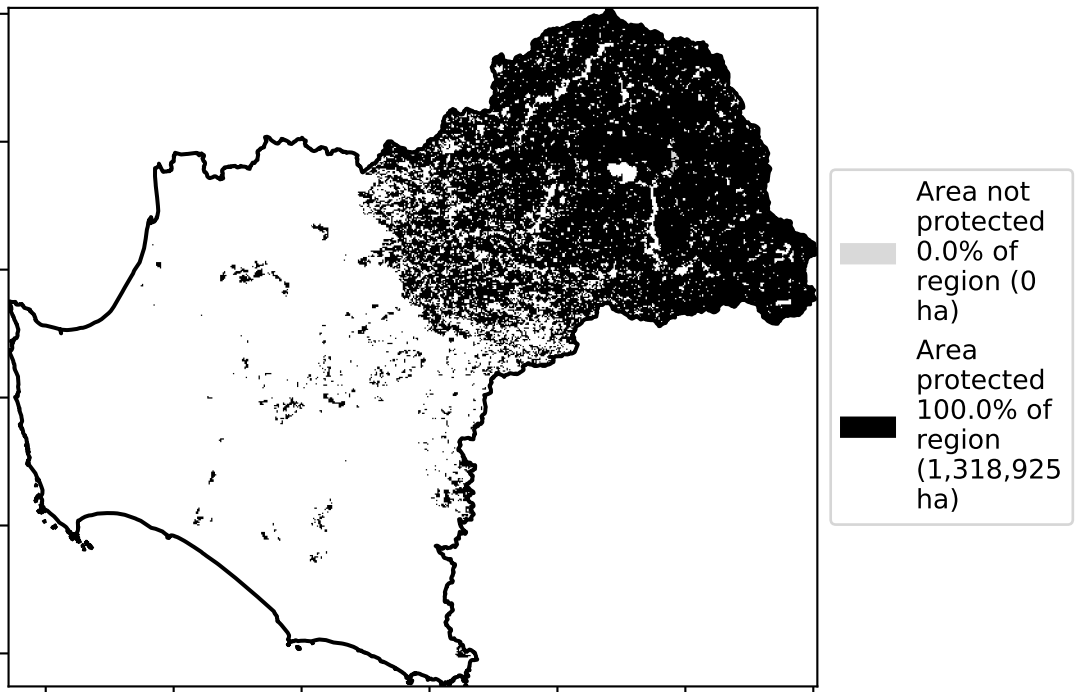 Area not
protected
0.0% of
region (0
ha)
Area
protected
100.0% of
region
(1,318,925
ha)